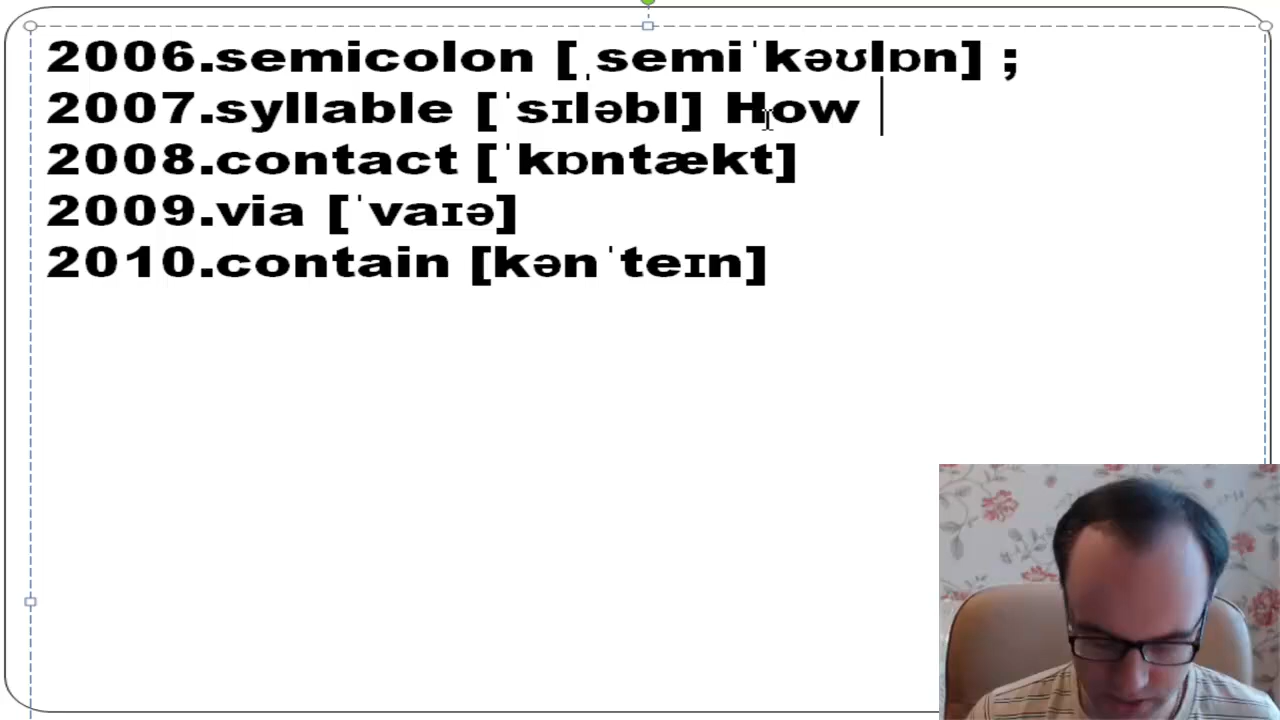 2006.semicolon [ˌsemiˈkəʊlɒn] ;
2007.syllable [ˈsɪləbl] How
2008.contact [ˈkɒntækt]
2009.via [ˈvaɪə]
2010.contain [kənˈteɪn]